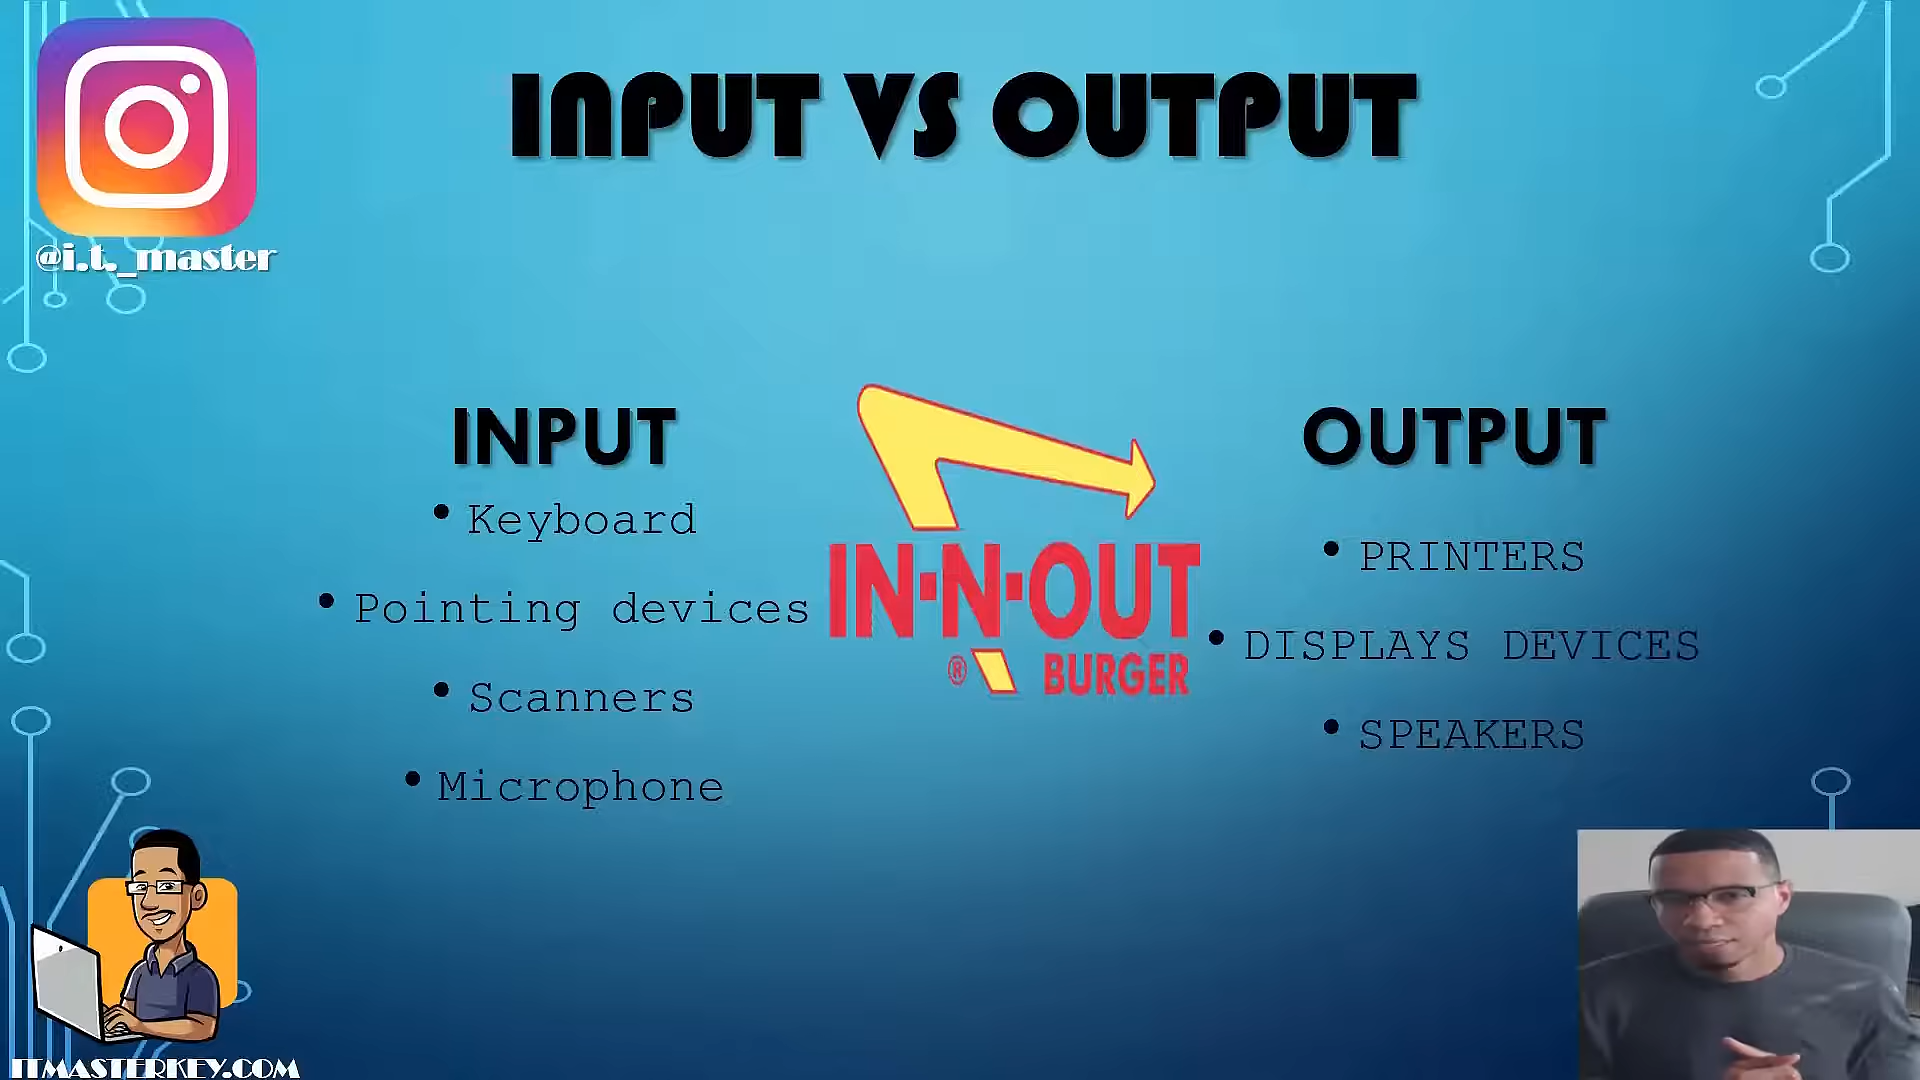 INPUT VS OUTPUT
@i.t._master
INPUT
• Keyboard
• Pointing devices
• Scanners
• Microphone
IN-N-OUT
® BURGER
OUTPUT
• PRINTERS
• DISPLAYS DEVICES
• SPEAKERS
ITMASTERKEY.COM